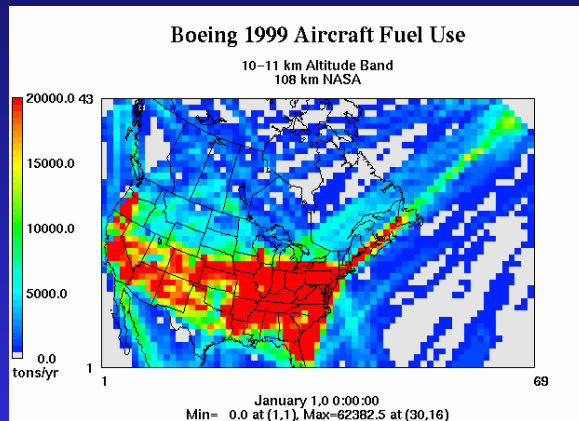 Boeing 1999 Aircraft Fuel Use
10-11 km Altitude Band
108 km NASA
20000.0
15000.0
10000.0
5000.0
0.0
tons/yr
43
1
1
69
January 1,0 0:00:00
Min= 0.0 at (1,1), Max=62382.5 at (30,16)